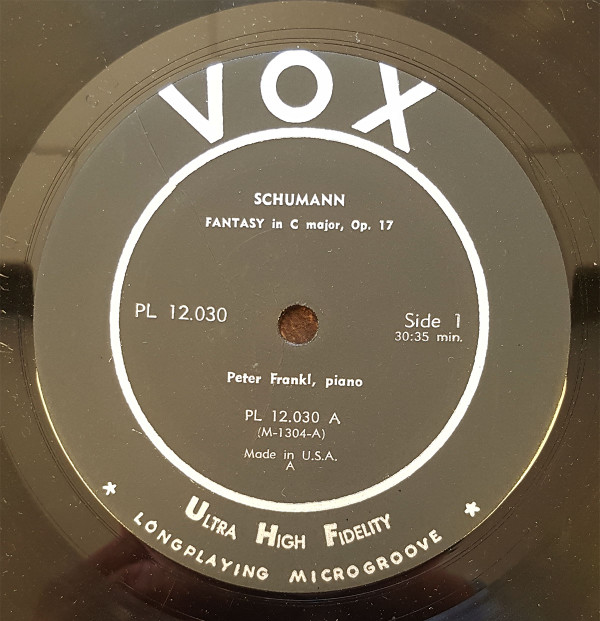 VOX
SCHUMANN
FANTASY in C major, Op. 17
PL 12.030
Side 1
30:35 min.
Peter Frankl, piano
PL 12.030 A
(M-1304-A)
Made in U.S.A.
A
ULTRA HIGH FIDELITY
* LONGPLAYING MICROGROOVE *